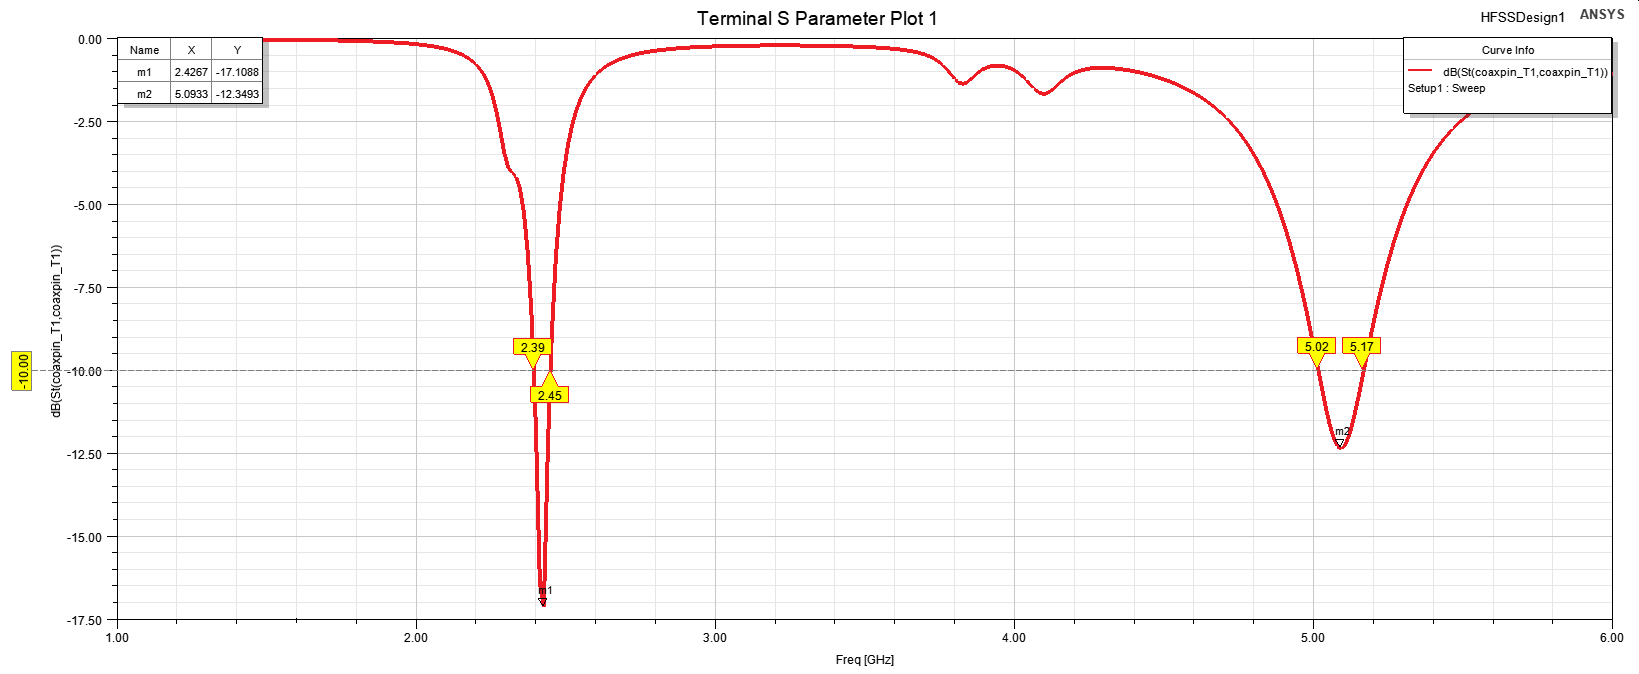 Terminal S Parameter Plot 1
HFSSDesign1
ANSYS
Name X Y
m1 2.4267 -17.1088
m2 5.0933 -12.3493
Curve Info
dB(St(coaxpin_T1,coaxpin_T1))
Setup1 : Sweep
0.00
-2.50
-5.00
-7.50
-10.00
-12.50
-15.00
-17.50
dB(St(coaxpin_T1,coaxpin_T1))
-10.00
2.39
2.45
5.02
5.17
m2
m1
1.00 2.00 3.00 4.00 5.00 6.00
Freq [GHz]